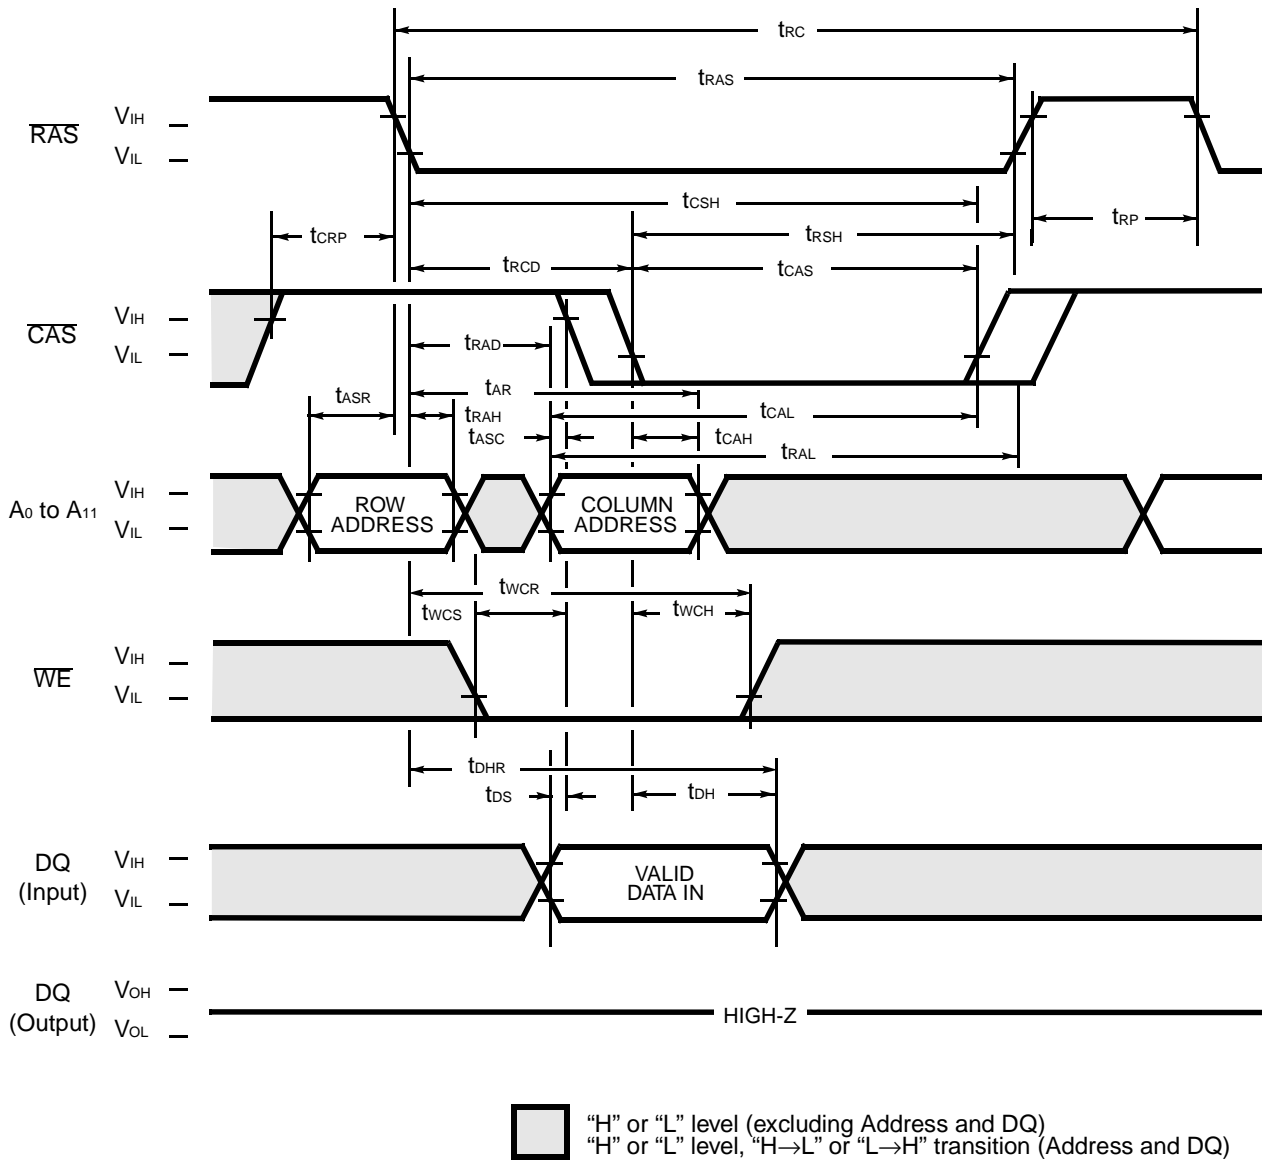 tRC
tRAS
RAS
VIH
VIL
tCSH
tCRP
tRSH
tRP
tRCD
tCAS
CAS
VIH
VIL
tRAD
tASR
tAR
tRAH
tCAL
tASC
tCAH
tRAL
A0 to A11
VIH
VIL
ROW
ADDRESS
COLUMN
ADDRESS
tWCR
tWCS
tWCH
WE
VIH
VIL
tDHR
tDS
tDH
DQ
(Input)
VIH
VIL
VALID
DATA IN
DQ
(Output)
VOH
VOL
HIGH-Z
“H” or “L” level (excluding Address and DQ)
“H” or “L” level, “H→L” or “L→H” transition (Address and DQ)